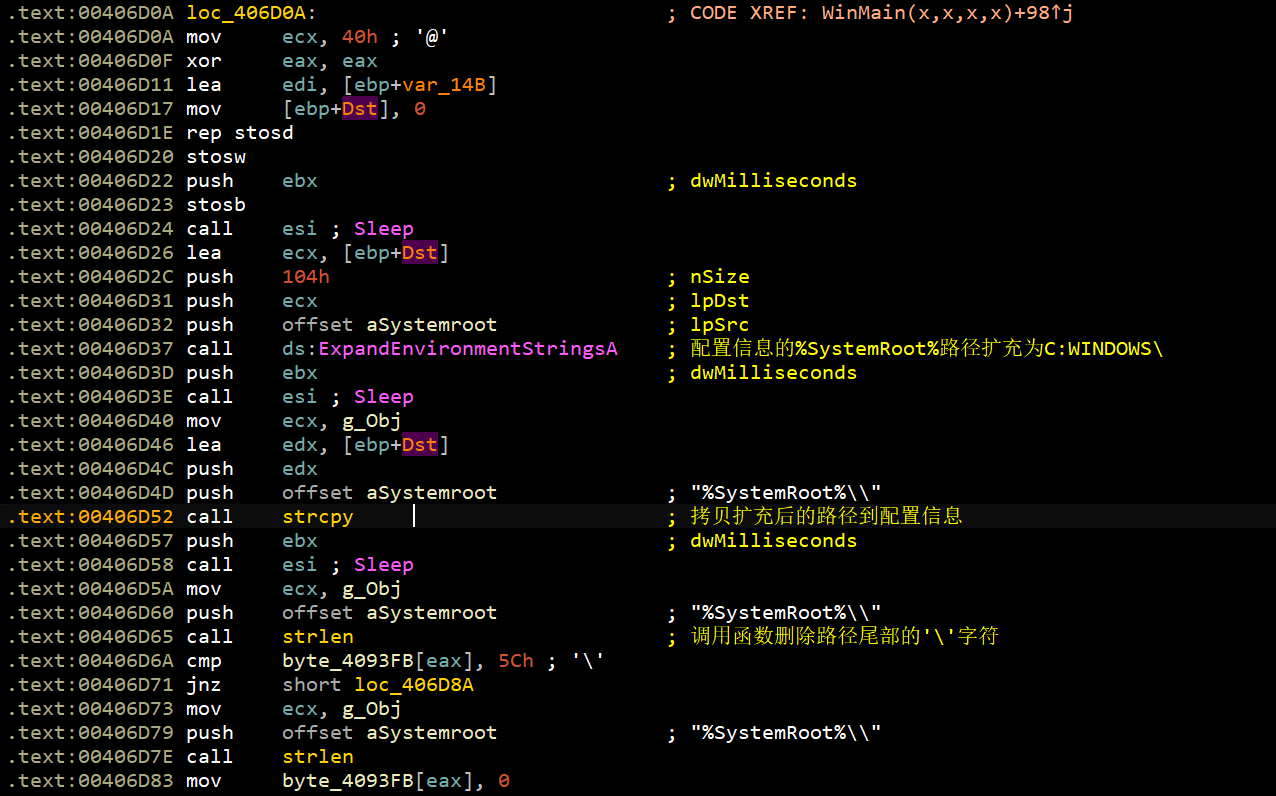 .text:00406D0A loc_406D0A: ; CODE XREF: WinMain(x,x,x,x)+98↑j
.text:00406D0A mov ecx, 40h ; '@'
.text:00406D0F xor eax, eax
.text:00406D11 lea edi, [ebp+var_14B]
.text:00406D17 mov [ebp+Dst], 0
.text:00406D1E rep stosd
.text:00406D20 stosw
.text:00406D22 push ebx ; dwMilliseconds
.text:00406D23 stosb
.text:00406D24 call esi ; Sleep
.text:00406D26 lea ecx, [ebp+Dst]
.text:00406D2C push 104h ; nSize
.text:00406D31 push ecx ; lpDst
.text:00406D32 push offset aSystemroot ; lpSrc
.text:00406D37 call ds:ExpandEnvironmentStringsA ; 配置信息的%SystemRoot%路径扩充为C:WINDOWS\
.text:00406D3D push ebx ; dwMilliseconds
.text:00406D3E call esi ; Sleep
.text:00406D40 mov ecx, g_Obj
.text:00406D46 lea edx, [ebp+Dst]
.text:00406D4C push edx
.text:00406D4D push offset aSystemroot ; "%SystemRoot%\\"
.text:00406D52 call strcpy ; 拷贝扩充后的路径到配置信息
.text:00406D57 push ebx ; dwMilliseconds
.text:00406D58 call esi ; Sleep
.text:00406D5A mov ecx, g_Obj
.text:00406D60 push offset aSystemroot ; "%SystemRoot%\\"
.text:00406D65 call strlen ; 调用函数删除路径尾部的'\'字符
.text:00406D6A cmp byte_4093FB[eax], 5Ch ; '\'
.text:00406D71 jnz short loc_406D8A
.text:00406D73 mov ecx, g_Obj
.text:00406D79 push offset aSystemroot ; "%SystemRoot%\\"
.text:00406D7E call strlen
.text:00406D83 mov byte_4093FB[eax], 0